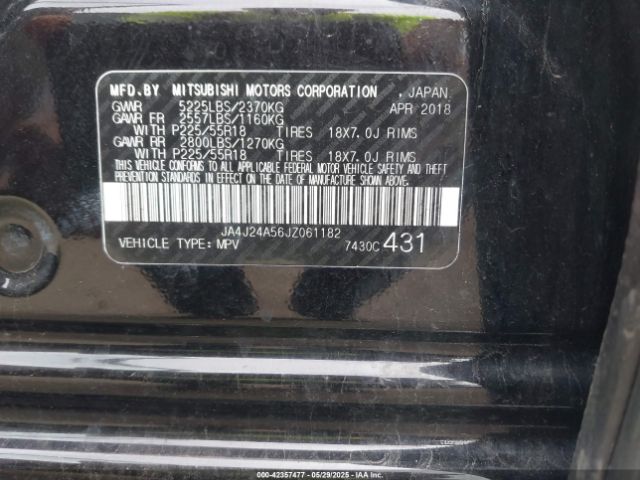 MFD.BY MITSUBISHI MOTORS CORPORATION , JAPAN.
GVWR 5225LBS/2370KG APR 2018
GAWR FR 2557LBS/1160KG
WITH P225/55R18 TIRES 18X7.0J RIMS
GAWR RR 2800LBS/1270KG
WITH P225/55R18 TIRES 18X7.0J RIMS
THIS VEHICLE CONFORMS TO ALL APPLICABLE FEDERAL MOTOR VEHICLE SAFETY AND THEFT
PREVENTION STANDARDS IN EFFECT ON THE DATE OF MANUFACTURE SHOWN ABOVE.
JA4J24A56JZ061182
VEHICLE TYPE: MPV 7430C 431
000-42357477 - 05/29/2025 - IAA, Inc.